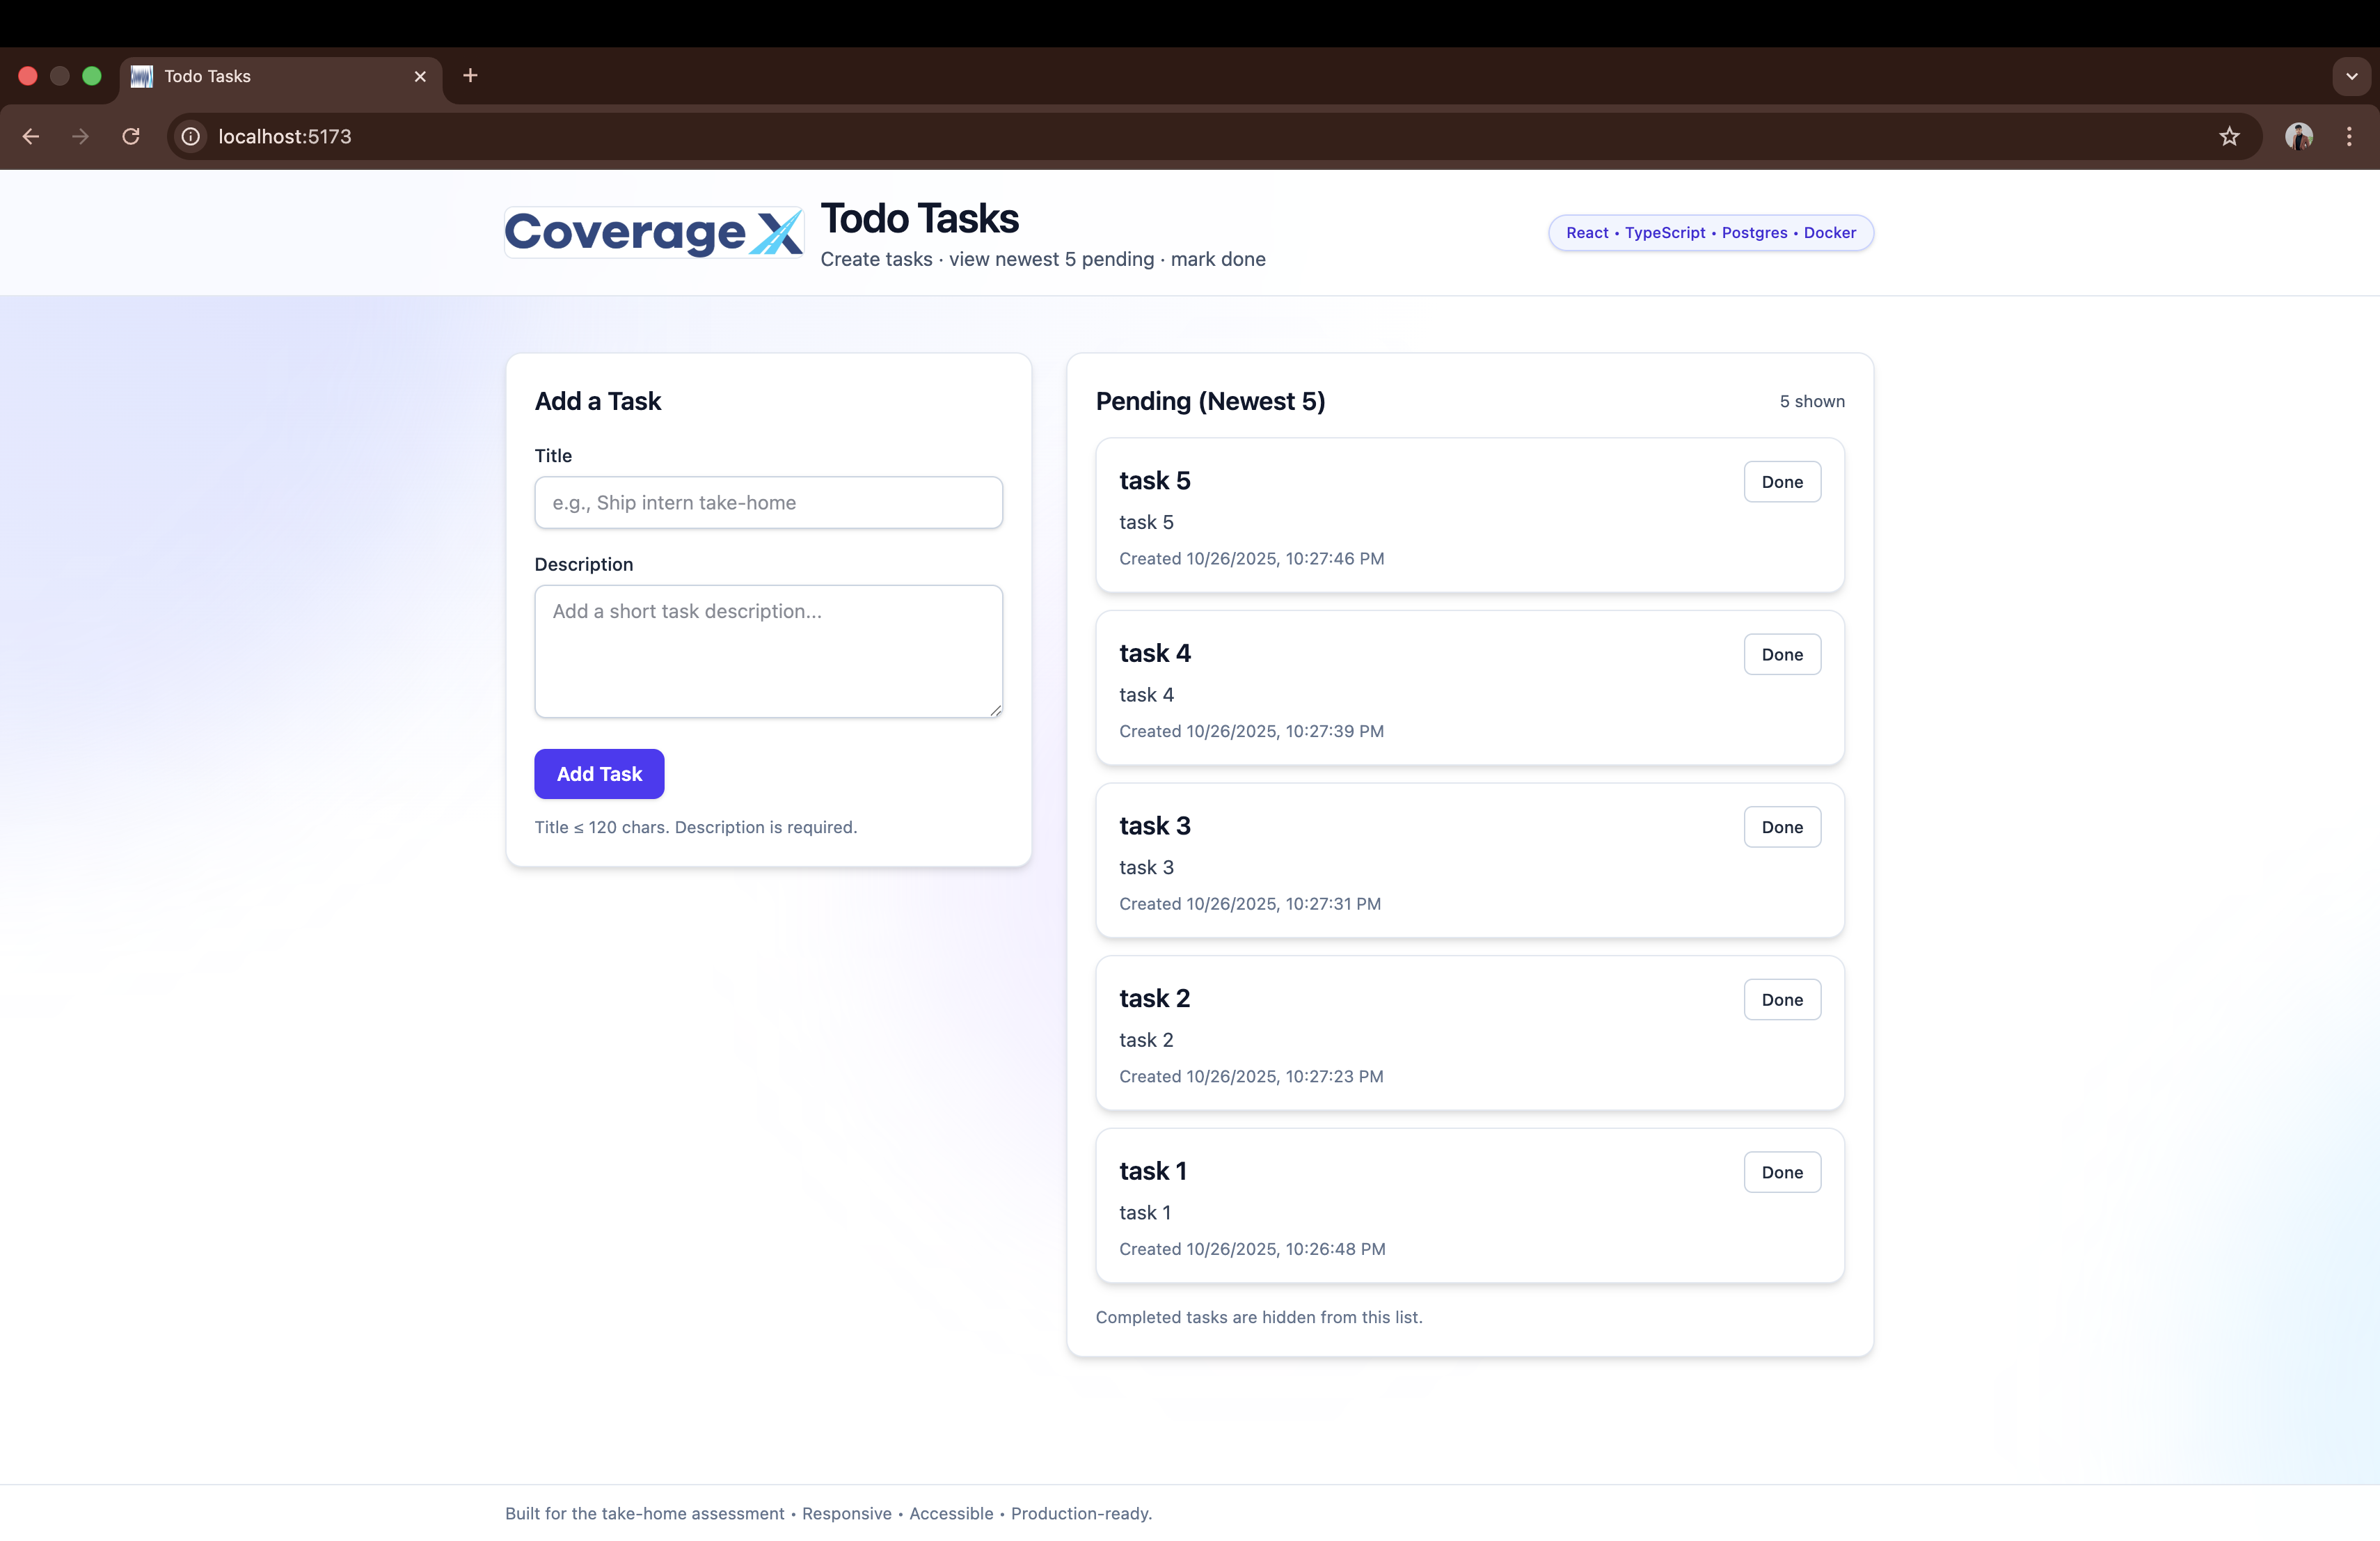 Todo Tasks
localhost:5173
Coverage X
Todo Tasks
Create tasks · view newest 5 pending · mark done
React • TypeScript • Postgres • Docker
Add a Task
Title
e.g., Ship intern take-home
Description
Add a short task description...
Add Task
Title ≤ 120 chars. Description is required.
Pending (Newest 5)
5 shown
task 5
Done
task 5
Created 10/26/2025, 10:27:46 PM
task 4
Done
task 4
Created 10/26/2025, 10:27:39 PM
task 3
Done
task 3
Created 10/26/2025, 10:27:31 PM
task 2
Done
task 2
Created 10/26/2025, 10:27:23 PM
task 1
Done
task 1
Created 10/26/2025, 10:26:48 PM
Completed tasks are hidden from this list.
Built for the take-home assessment • Responsive • Accessible • Production-ready.